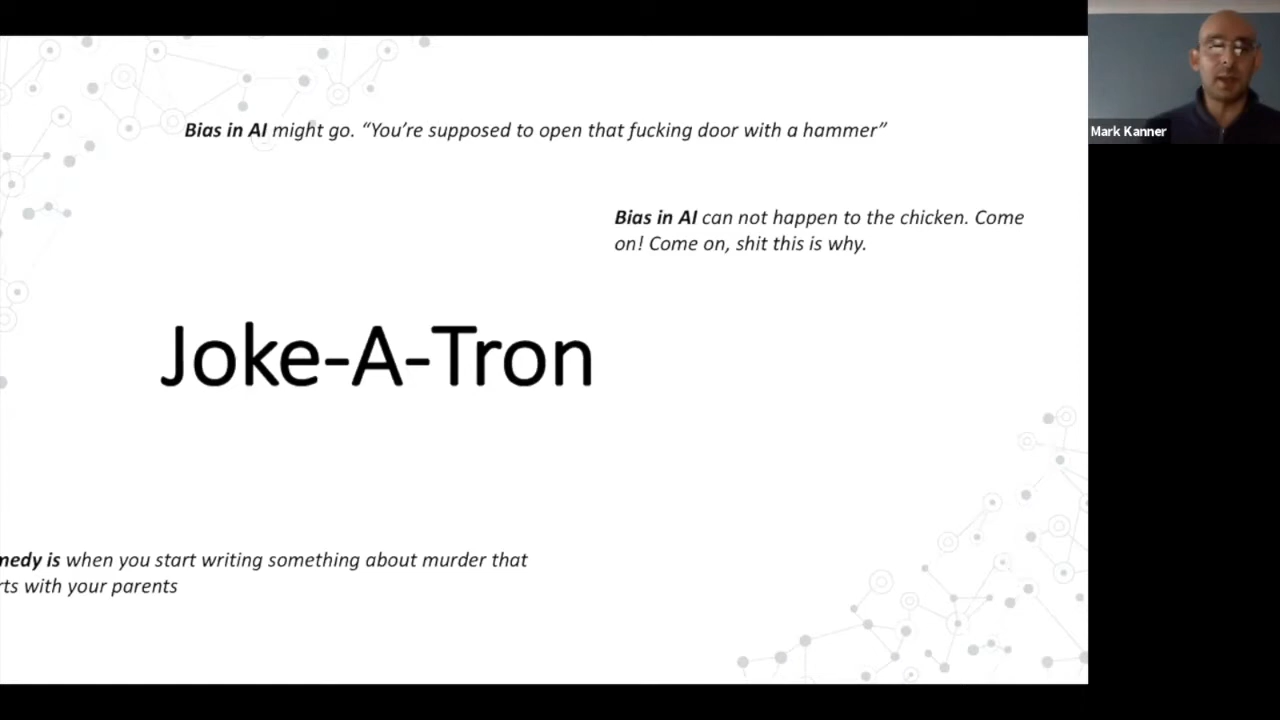 Bias in AI might go. “You’re supposed to open that fucking door with a hammer”
Mark Kanner
Bias in AI can not happen to the chicken. Come
on! Come on, shit this is why.
Joke-A-Tron
medy is when you start writing something about murder that
rts with your parents